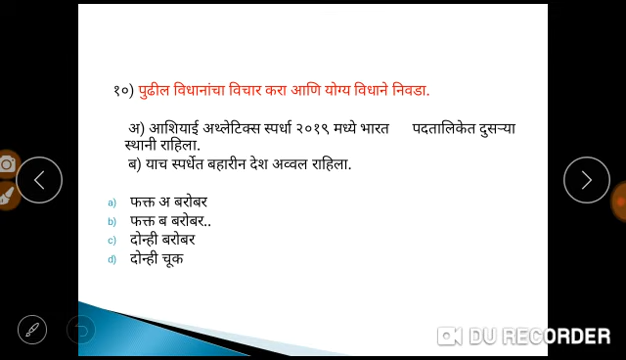 १०) पुढील विधानांचा विचार करा आणि योग्य विधाने निवडा.
अ) आशियाई अथ्लेटिक्स स्पर्धा २०१९ मध्ये भारत पदतालिकेत दुसऱ्या
स्थानी राहिला.
ब) याच स्पर्धेत बहारीन देश अव्वल राहिला.
a) फक्त अ बरोबर
b) फक्त ब बरोबर..
c) दोन्ही बरोबर
d) दोन्ही चूक
DU RECORDER